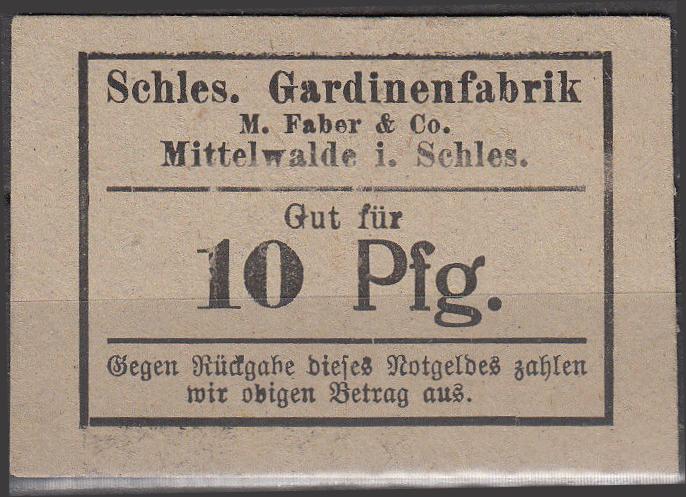 Schles. Gardinenfabrik
M. Faber & Co.
Mittelwalde i. Schles.
Gut für
10 Pfg.
Gegen Rückgabe dieſes Notgeldes zahlen
wir obigen Betrag aus.